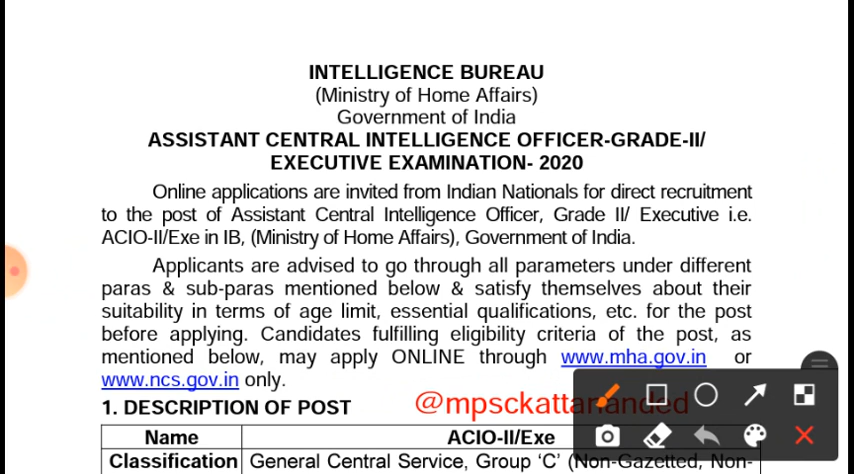 INTELLIGENCE BUREAU
(Ministry of Home Affairs)
Government of India
ASSISTANT CENTRAL INTELLIGENCE OFFICER-GRADE-II/
EXECUTIVE EXAMINATION- 2020
Online applications are invited from Indian Nationals for direct recruitment
to the post of Assistant Central Intelligence Officer, Grade II/ Executive i.e.
ACIO-II/Exe in IB, (Ministry of Home Affairs), Government of India.
Applicants are advised to go through all parameters under different
paras & sub-paras mentioned below & satisfy themselves about their
suitability in terms of age limit, essential qualifications, etc. for the post
before applying. Candidates fulfilling eligibility criteria of the post, as
mentioned below, may apply ONLINE through www.mha.gov.in or
www.ncs.gov.in only.
1. DESCRIPTION OF POST
@mpsckattarnanded
Name ACIO-II/Exe
Classification General Central Service, Group ‘C’ (Non-Gazetted, Non-